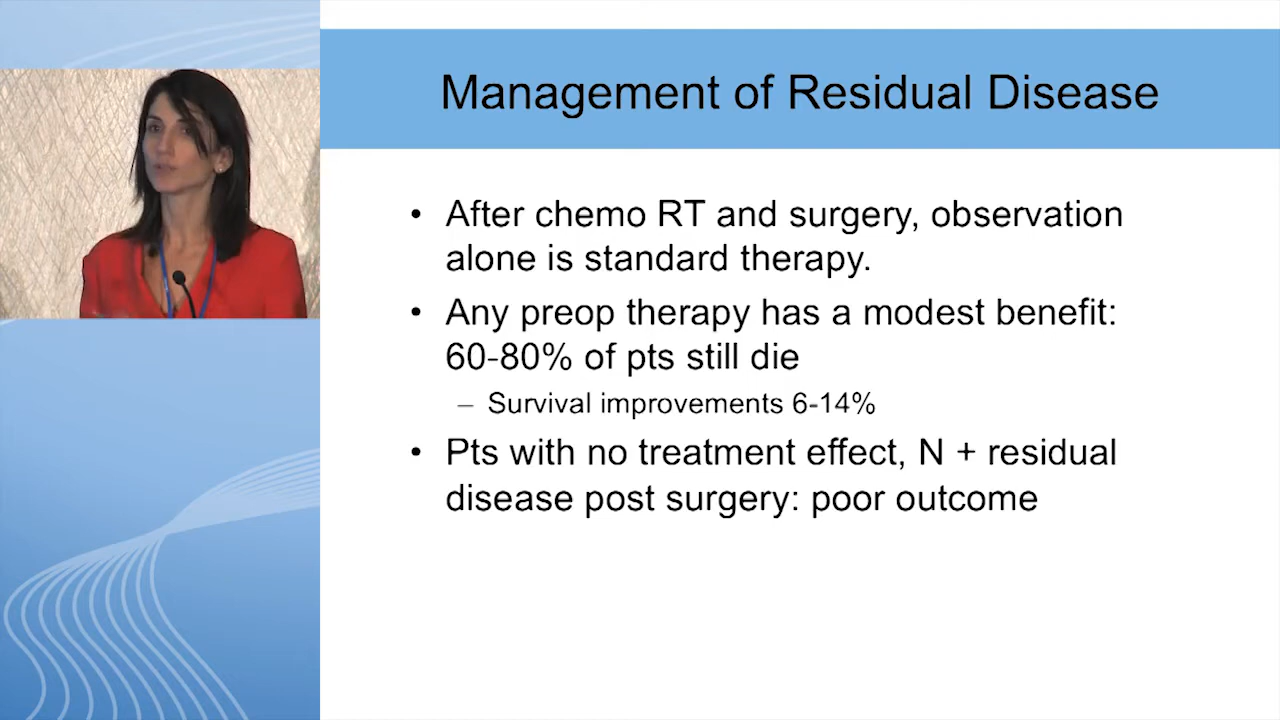 Management of Residual Disease
• After chemo RT and surgery, observation
alone is standard therapy.
• Any preop therapy has a modest benefit:
60-80% of pts still die
– Survival improvements 6-14%
• Pts with no treatment effect, N + residual
disease post surgery: poor outcome